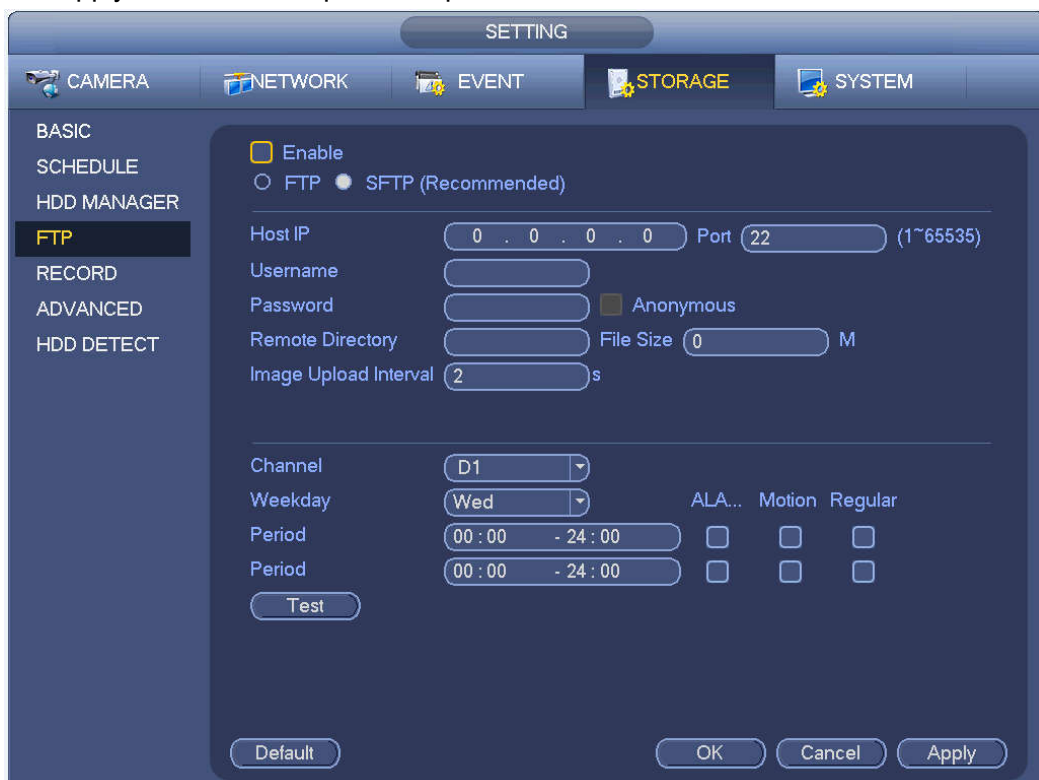 SETTING
CAMERA NETWORK EVENT STORAGE SYSTEM
BASIC
SCHEDULE
HDD MANAGER
FTP
RECORD
ADVANCED
HDD DETECT
Enable
FTP SFTP (Recommended)
Host IP 0 . 0 . 0 . 0 Port 22 (1~65535)
Username
Password Anonymous
Remote Directory File Size 0 M
Image Upload Interval 2 s
Channel D1
Weekday Wed ALA... Motion Regular
Period 00 : 00 - 24 : 00
Period 00 : 00 - 24 : 00
Test
Default OK Cancel Apply